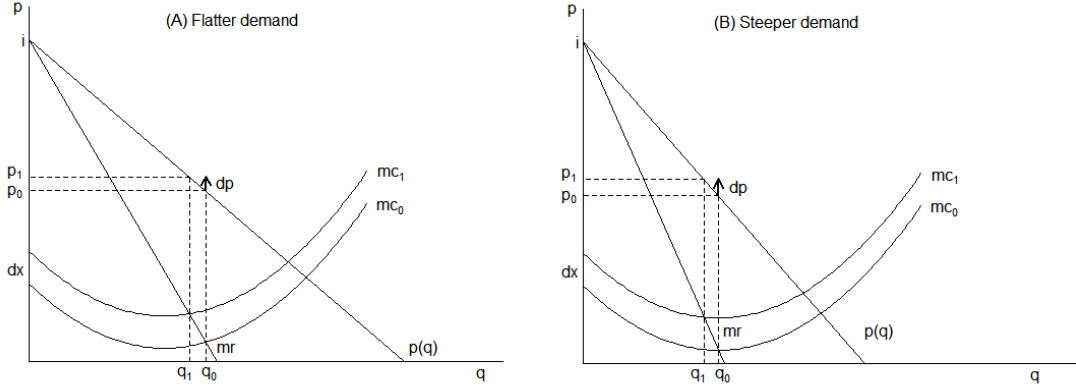 (A) Flatter demand
p
i
p₁
p₀
dp
mc₁
mc₀
dx
mr
p(q)
q₁
q₀
q
(B) Steeper demand
p
i
p₁
p₀
dp
mc₁
mc₀
dx
mr
p(q)
q₁
q₀
q